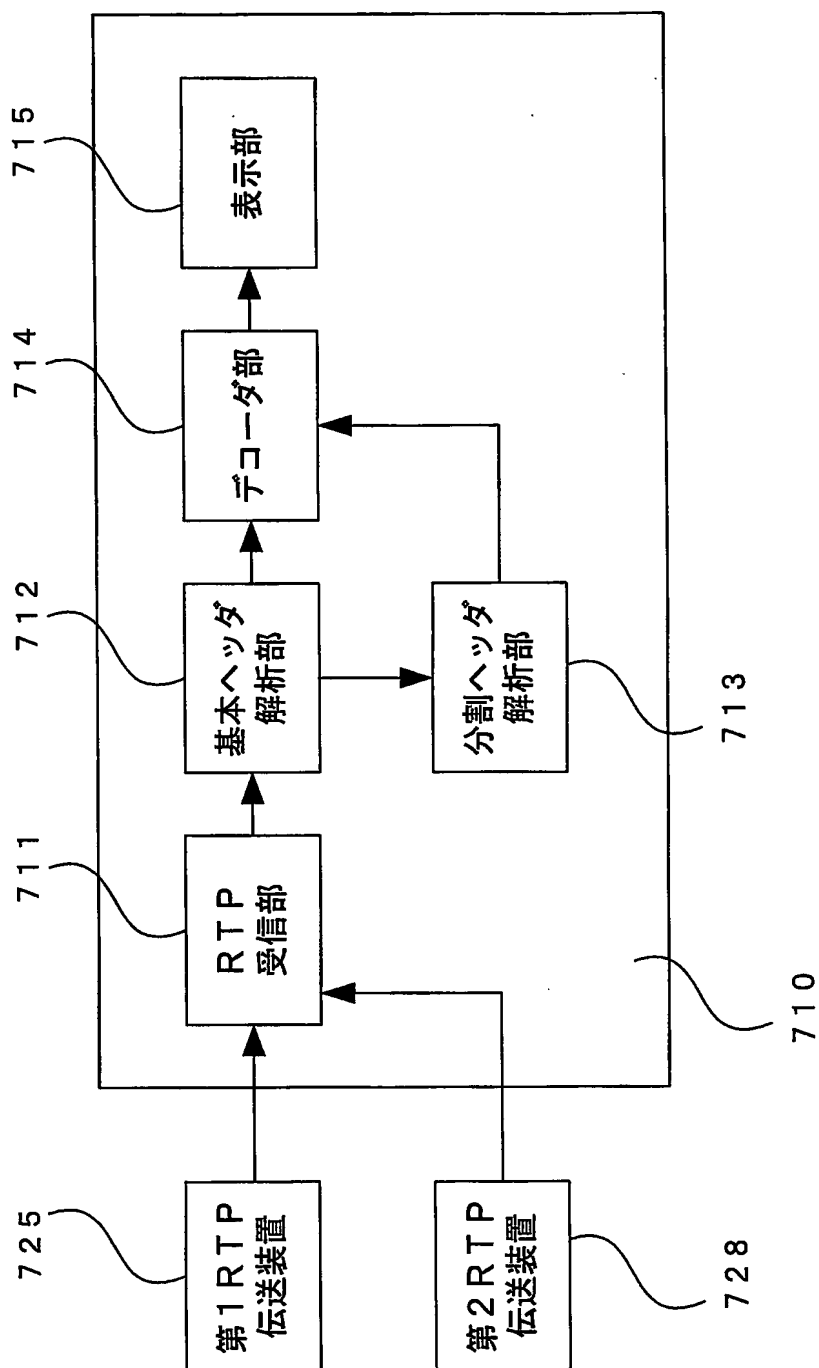 725
第1RTP
伝送装置
第2RTP
伝送装置
728
711
RTP
受信部
712
基本ヘッダ
解析部
分割ヘッダ
解析部
713
714
デコーダ部
715
表示部
710